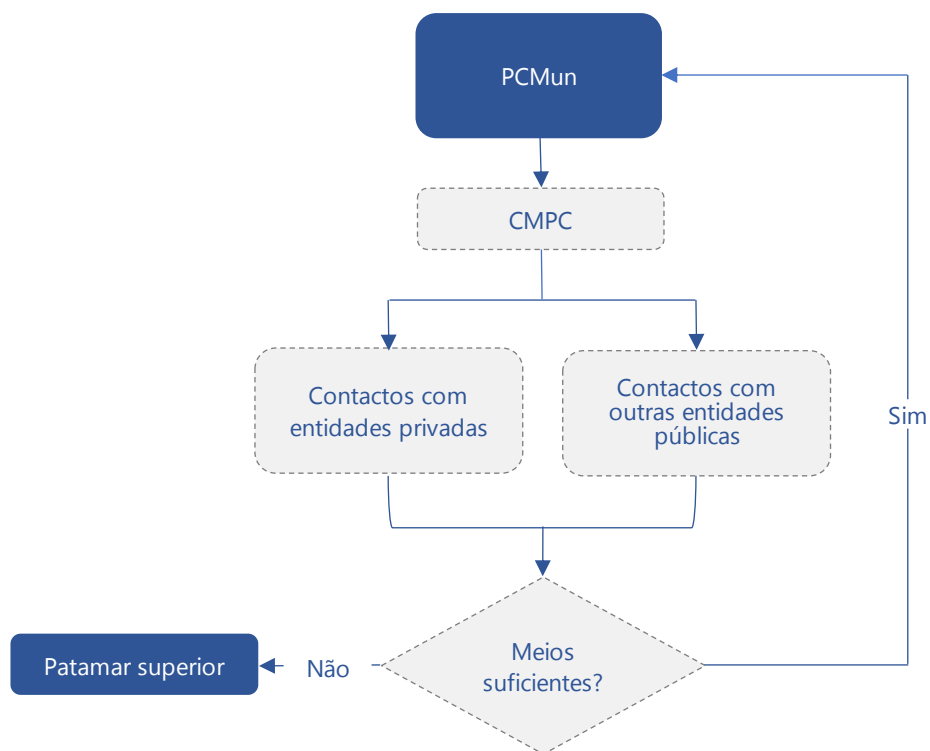 PCMun
CMPC
Contactos com
entidades privadas
Contactos com
outras entidades
públicas
Sim
Meios
suficientes?
Não
Patamar superior